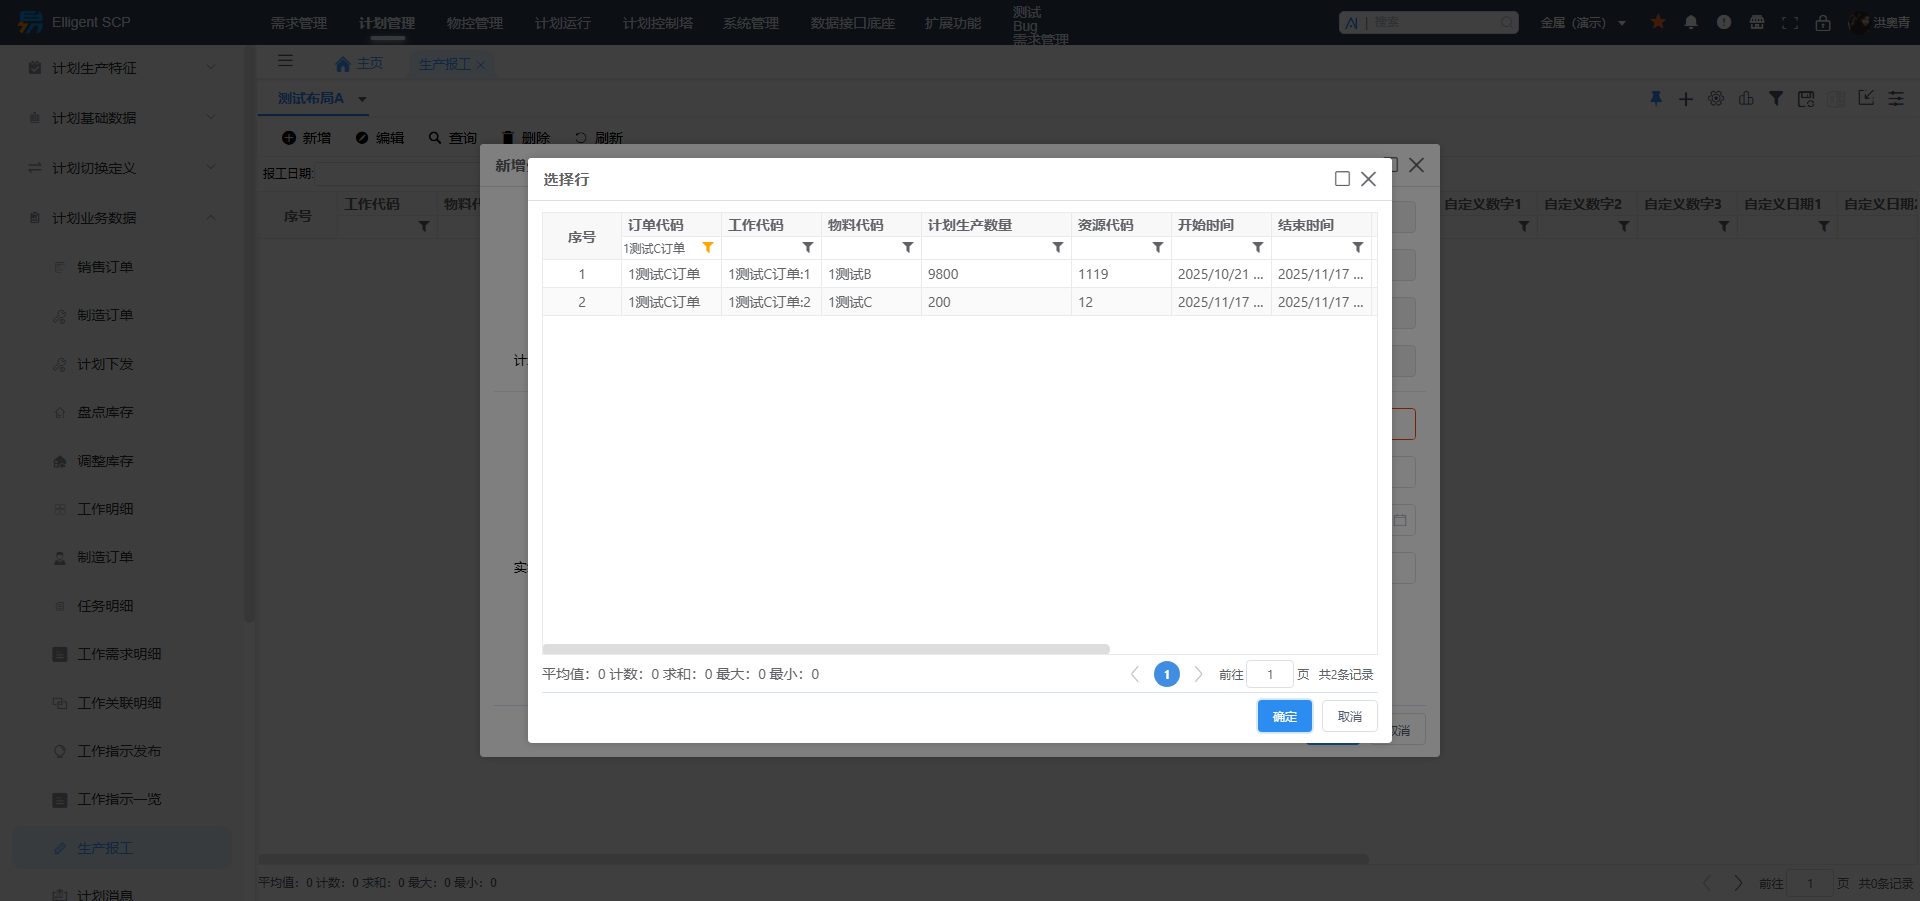 Elligent SCP
需求管理
计划管理
物控管理
计划运行
计划控制塔
系统管理
数据接口底座
扩展功能
测试
Bug
需求管理
AI | 搜索
金属（演示）
洪奥青
计划生产特征
计划基础数据
计划切换定义
计划业务数据
销售订单
制造订单
计划下发
盘点库存
调整库存
工作明细
制造订单
任务明细
工作需求明细
工作关联明细
工作指示发布
工作指示一览
生产报工
计划消息
主页
生产报工
测试布局A
新增 编辑 查询 删除 刷新
报工日期:
序号 工作代码 物料代 自定义数字1 自定义数字2 自定义数字3 自定义日期1 自定义日期
新增
计
实
取消
选择行
序号 订单代码 工作代码 物料代码 计划生产数量 资源代码 开始时间 结束时间
1测试C订单
1 1测试C订单 1测试C订单:1 1测试B 9800 1119 2025/10/21 ... 2025/11/17 ...
2 1测试C订单 1测试C订单:2 1测试C 200 12 2025/11/17 ... 2025/11/17 ...
平均值：0 计数：0 求和：0 最大：0 最小：0
1 前往 1 页 共2条记录
确定 取消
平均值：0 计数：0 求和：0 最大：0 最小：0
前往 1 页 共0条记录